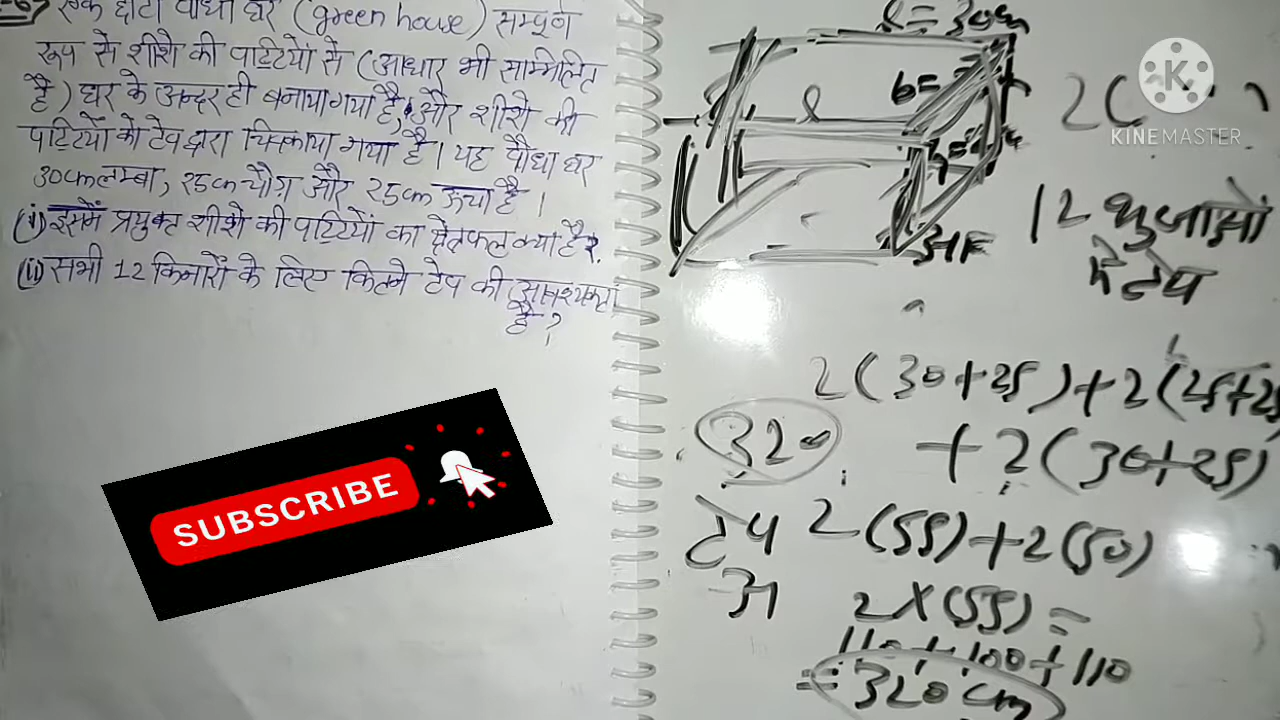 एक छोटा पौधा घर (green house) सम्पूर्ण
रूप से शीशे की पट्टियों से (आधार भी सम्मिलित
है) घर के अन्दर ही बनाया गया है, और शीशे की
पट्टियों को टेप द्वारा चिपकाया गया है। यह पौधा घर
30cm लम्बा, 25cm चौड़ा और 25cm ऊंचा है।
(i) इसमें प्रयुक्त शीशे की पट्टियों का क्षेत्रफल क्या है?
(ii) सभी 12 किनारों के लिए कितने टेप की आवश्यकता
है?
SUBSCRIBE
l = 30cm
b =
l
2(
KINEMASTER
12 भुजाओं
में टेप
2(30+25)+2(25+25
+2(30+25)
320
2(55)+2(50)
2×(55) =
110+100+110
= 320 cm